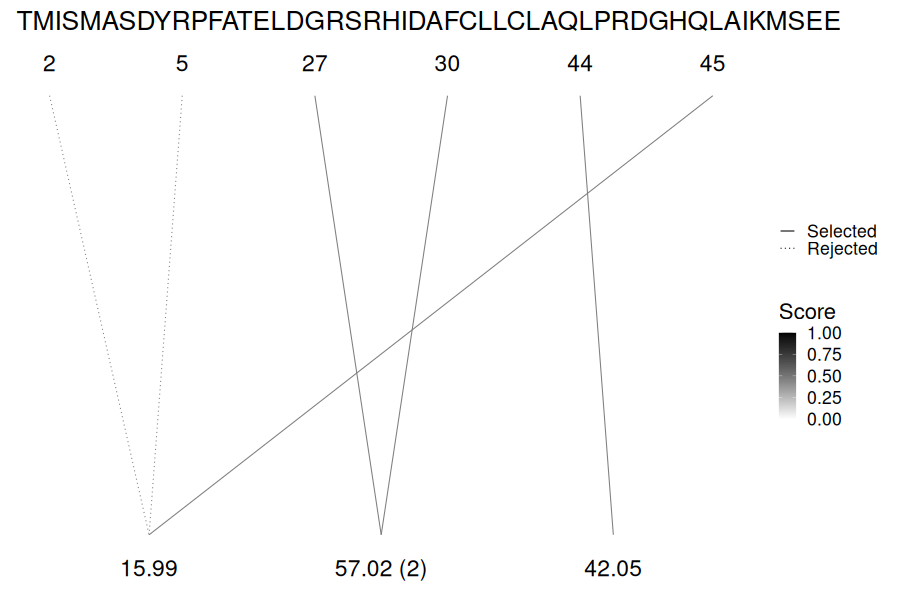 TMISMASDYRPFATELDGRSRHIDAFCLLCLAQLPRDGHQLAIKMSEE
2 5 27 30 44 45
Selected
Rejected
Score
1.00
0.75
0.50
0.25
0.00
15.99 57.02 (2) 42.05